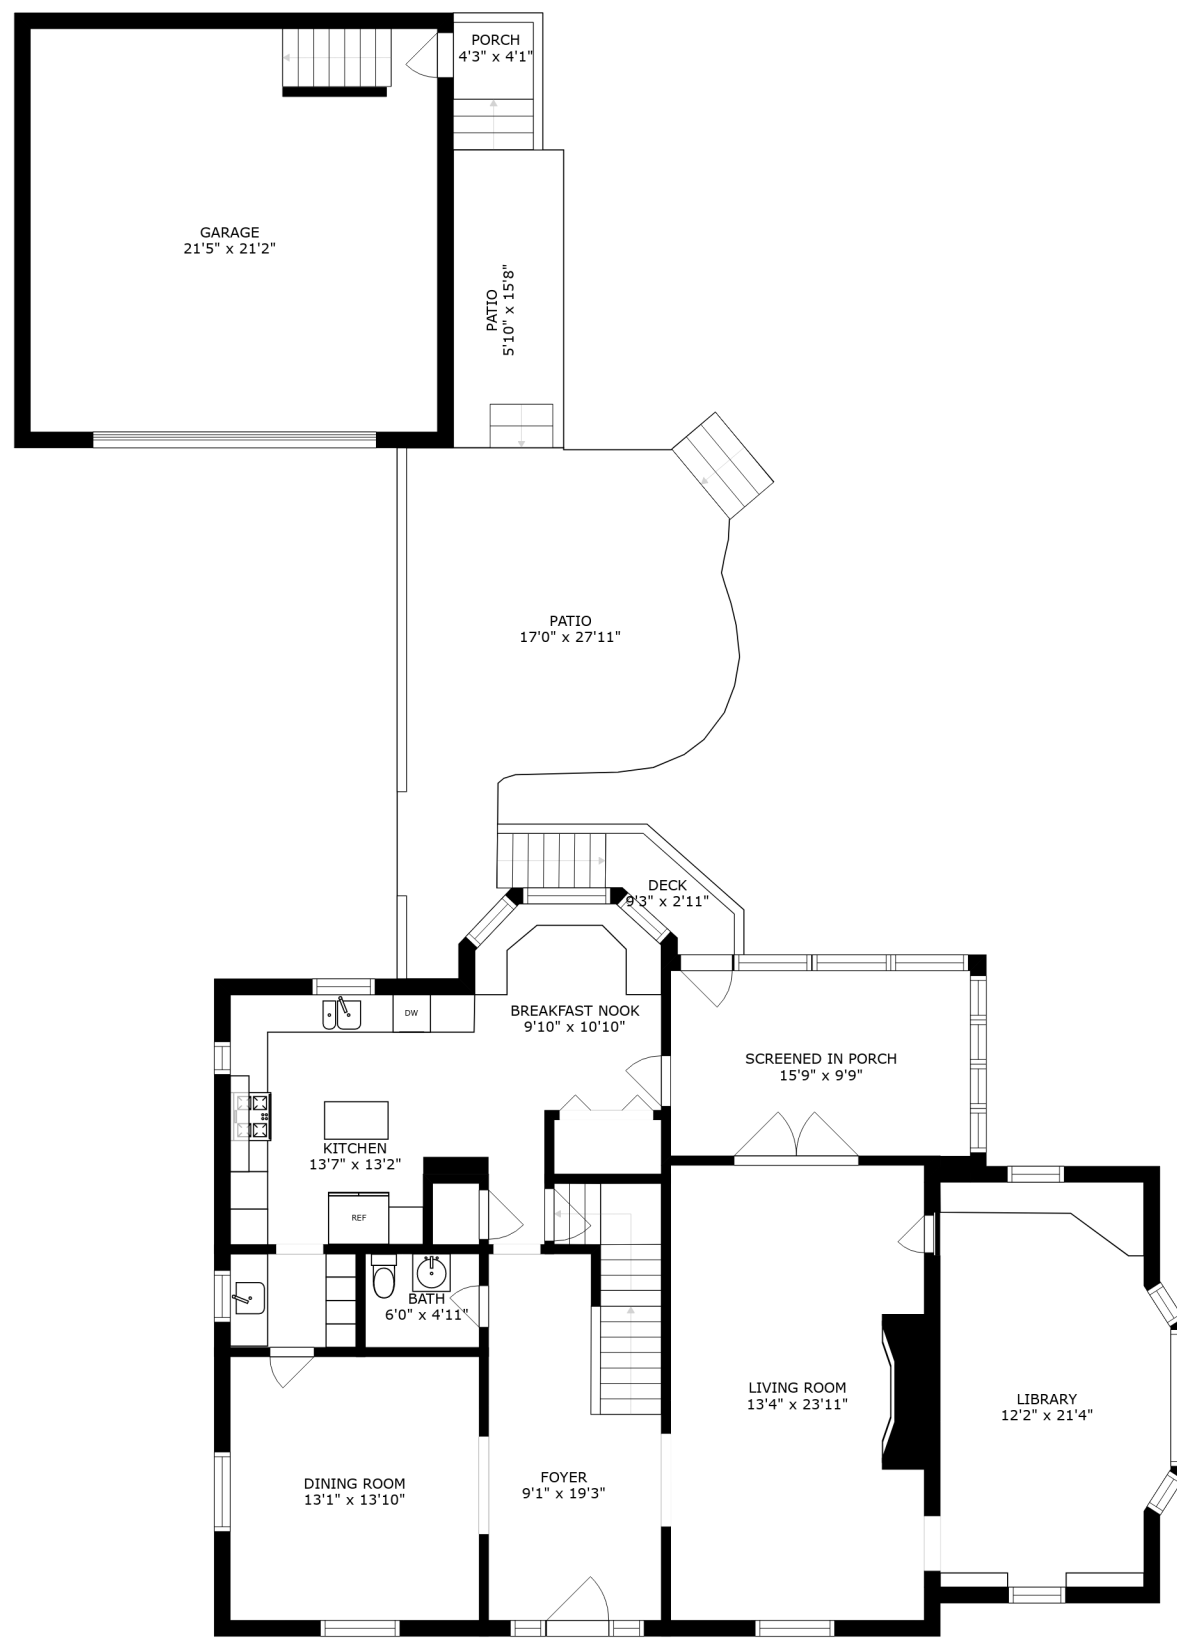 PORCH
4'3" x 4'1"
GARAGE
21'5" x 21'2"
PATIO
5'10" x 15'8"
PATIO
17'0" x 27'11"
DECK
9'3" x 2'11"
DW
BREAKFAST NOOK
9'10" x 10'10"
SCREENED IN PORCH
15'9" x 9'9"
KITCHEN
13'7" x 13'2"
REF
BATH
6'0" x 4'11"
LIVING ROOM
13'4" x 23'11"
LIBRARY
12'2" x 21'4"
DINING ROOM
13'1" x 13'10"
FOYER
9'1" x 19'3"